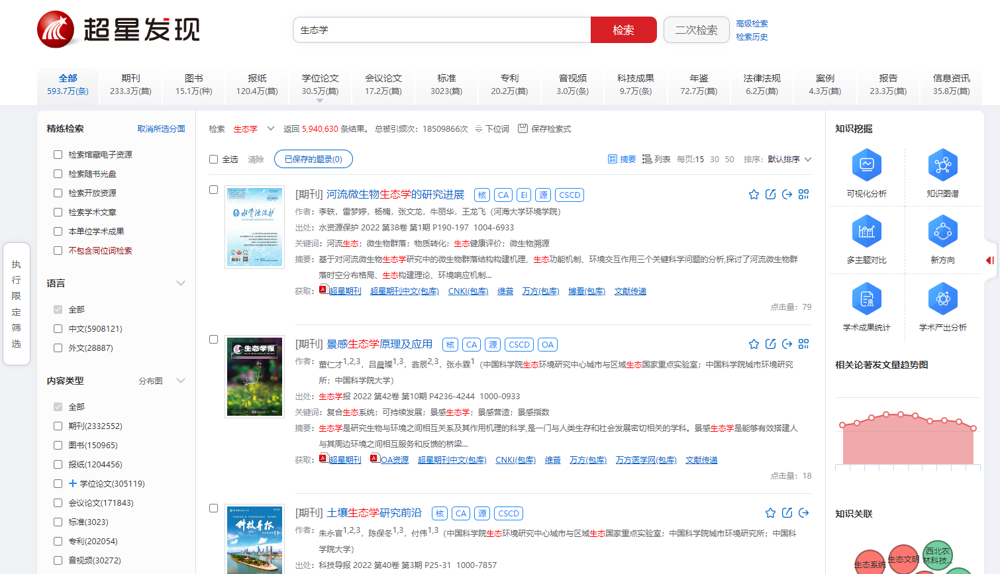 超星发现
生态学
检索
二次检索
高级检索
检索历史
全部 期刊 图书 报纸 学位论文 会议论文 标准 专利 音视频 科技成果 年鉴 法律法规 案例 报告 信息资讯
593.7万(条) 233.3万(篇) 15.1万(种) 120.4万(篇) 30.5万(篇) 17.2万(篇) 3023(篇) 20.2万(篇) 3.0万(条) 9.7万(条) 72.7万(篇) 6.2万(篇) 4.3万(篇) 23.3万(篇) 35.8万(篇)
执行限定筛选
精炼检索 取消所选分面
检索馆藏电子资源
检索随书光盘
检索开放资源
检索学术文章
本单位学术成果
不包含同位词检索
语言
全部
中文(5908121)
外文(28887)
内容类型 分布图
全部
期刊(2332552)
图书(150965)
报纸(1204456)
学位论文(305119)
会议论文(171843)
标准(3023)
专利(202054)
音视频(30272)
检索 生态学 返回 5,940,630 条结果。 总被引频次：18509866次 下位词 保存检索式
全选 清除 已保存的题录(0) 摘要 列表 每页:15 30 50 排序：默认排序
水资源保护
[期刊] 河流微生物生态学的研究进展 核 CA EI 源 CSCD
作者：李轶，雷梦婷，杨楠，张文龙，牛丽华，王龙飞（河海大学环境学院）
出处：水资源保护 2022 第38卷 第1期 P190-197 1004-6933
关键词：河流生态；微生物群落；物质转化；生态健康评价；微生物溯源
摘要：基于对河流微生物生态学研究中的微生物群落结构构建机理、生态功能机制、环境交互作用三个关键科学问题的分析,探讨了河流微生物群
落时空分布格局、生态构建理论、环境响应机制...
获取：超星期刊 超星期刊中文(包库) CNKI(包库) 维普 万方(包库) 博看(包库) 文献传递
点击量：79
生态学报
[期刊] 景感生态学原理及应用 核 CA 源 CSCD OA
作者：董仁才1,2,3，吕晨璨1,3，翁辰2,3，张永霖1（中国科学院生态环境研究中心城市与区域生态国家重点实验室；中国科学院城市环境研究
所；中国科学院大学）
出处：生态学报 2022 第42卷 第10期 P4236-4244 1000-0933
关键词：复合生态系统；可持续发展；景感生态学；景感营造；景感指数
摘要：生态学是研究生物与环境之间相互关系及其作用机理的科学,是一门与人类生存和社会发展密切相关的学科。景感生态学是能够有效搭建人
与其周边环境之间相互服务和反馈的桥梁...
获取：超星期刊 OA资源 超星期刊中文(包库) CNKI(包库) 维普 万方(包库) 万方医学网(包库) 文献传递
点击量：18
科技导报
[期刊] 土壤生态学研究前沿 核 CA 源 CSCD
作者：朱永官1,2,3，陈保冬1,3，付伟1,3（中国科学院生态环境研究中心城市与区域生态国家重点实验室；中国科学院城市环境研究所；中国科
学院大学）
出处：科技导报 2022 第40卷 第3期 P25-31 1000-7857
知识挖掘
可视化分析 知识图谱
多主题对比 新方向
学术成果统计 学术产出分析
相关论著发文量趋势图
知识关联
生态系统
生态文明
西北农
林科技...